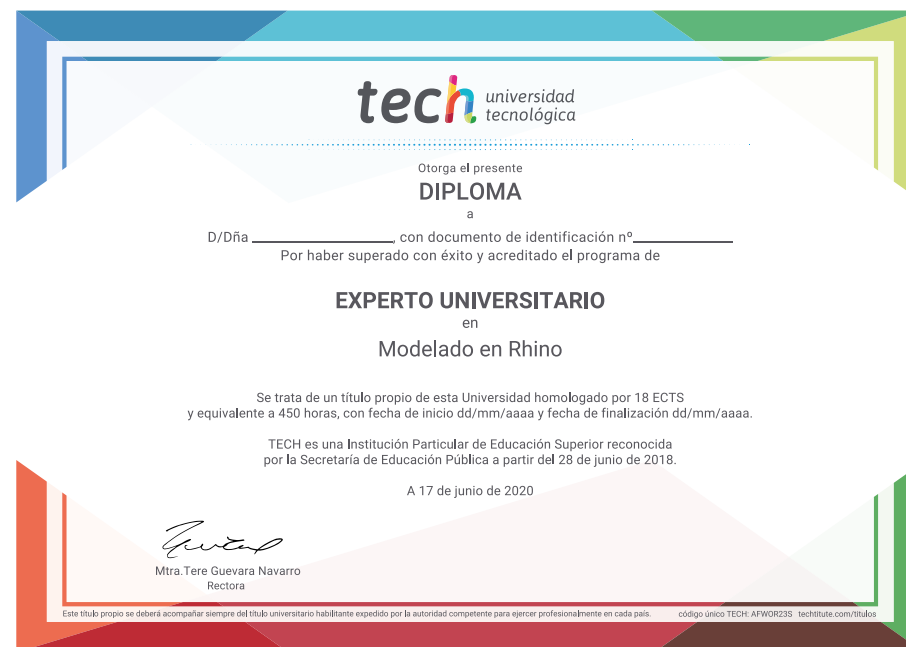 tech universidad
tecnológica
Otorga el presente
DIPLOMA
a
D/Dña ____________, con documento de identificación nº____________
Por haber superado con éxito y acreditado el programa de
EXPERTO UNIVERSITARIO
en
Modelado en Rhino
Se trata de un título propio de esta Universidad homologado por 18 ECTS
y equivalente a 450 horas, con fecha de inicio dd/mm/aaaa y fecha de finalización dd/mm/aaaa.
TECH es una Institución Particular de Educación Superior reconocida
por la Secretaría de Educación Pública a partir del 28 de junio de 2018.
A 17 de junio de 2020
Mtra.Tere Guevara Navarro
Rectora
Este título propio se deberá acompañar siempre del título universitario habilitante expedido por la autoridad competente para ejercer profesionalmente en cada país. código único TECH: AFWOR23S techtitute.com/titulos